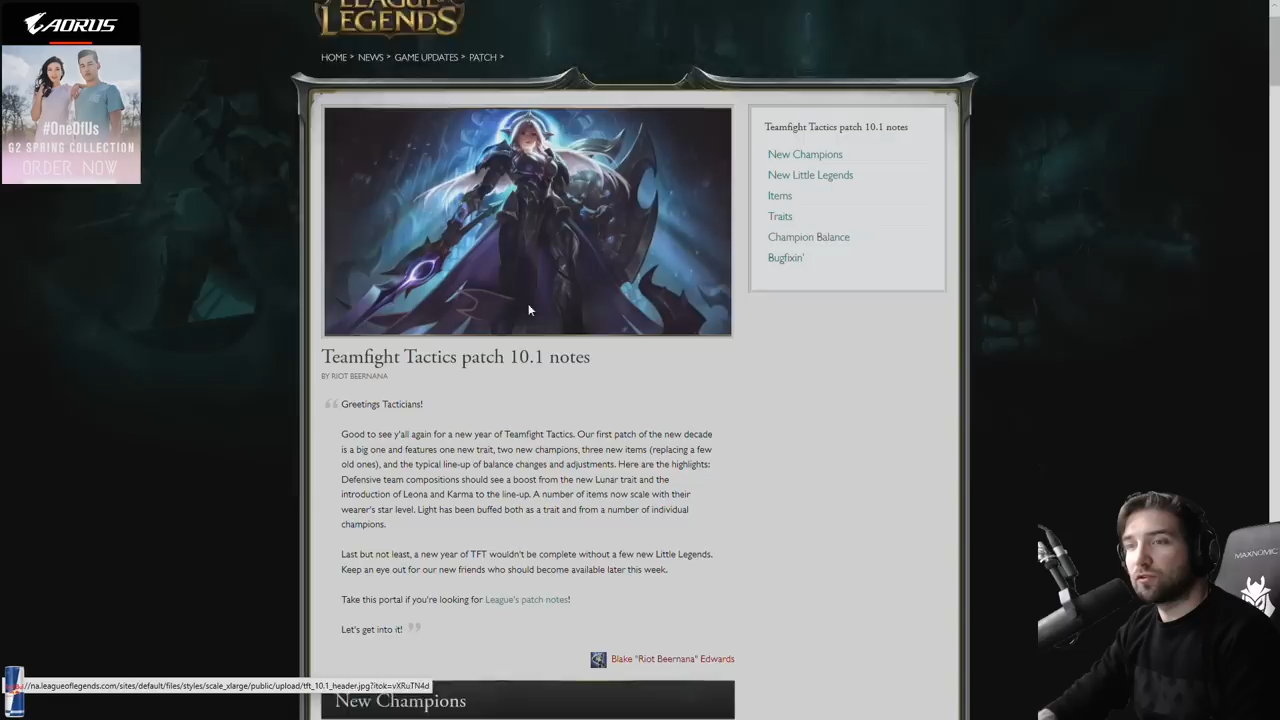 AORUS
#OneOfUs
G2 SPRING COLLECTION
ORDER NOW
LEAGUE OF
LEGENDS
HOME > NEWS > GAME UPDATES > PATCH >
Teamfight Tactics patch 10.1 notes
New Champions
New Little Legends
Items
Traits
Champion Balance
Bugfixin'
Teamfight Tactics patch 10.1 notes
BY RIOT BEERNANA
Greetings Tacticians!
Good to see y'all again for a new year of Teamfight Tactics. Our first patch of the new decade
is a big one and features one new trait, two new champions, three new items (replacing a few
old ones), and the typical line-up of balance changes and adjustments. Here are the highlights:
Defensive team compositions should see a boost from the new Lunar trait and the
introduction of Leona and Karma to the line-up. A number of items now scale with their
wearer's star level. Light has been buffed both as a trait and from a number of individual
champions.
Last but not least, a new year of TFT wouldn't be complete without a few new Little Legends.
Keep an eye out for our new friends who should become available later this week.
Take this portal if you're looking for League's patch notes!
Let's get into it!
Blake "Riot Beernana" Edwards
//na.leagueoflegends.com/sites/default/files/styles/scale_xlarge/public/upload/tft_10.1_header.jpg?itok=vXRuTN4d
New Champions
MAXNOMIC